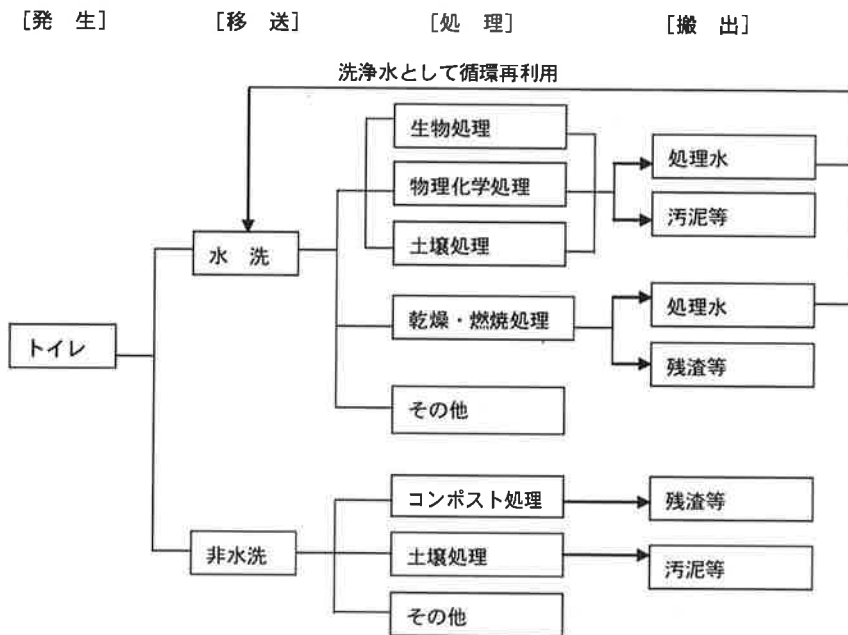 [発 生] [移 送] [処 理] [搬 出]
洗浄水として循環再利用
生物処理
物理化学処理
処理水
汚泥等
水 洗
土壌処理
処理水
乾燥・燃焼処理
トイレ
残渣等
その他
コンポスト処理
残渣等
非水洗
土壌処理
汚泥等
その他